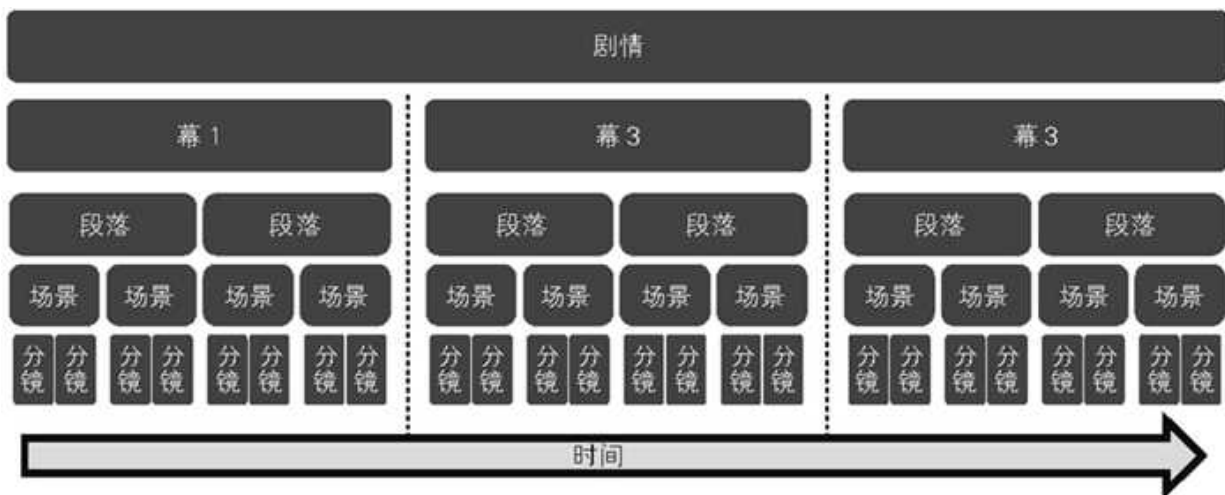 剧情
幕 1 幕 3 幕 3
段落 段落 段落 段落 段落 段落
场景 场景 场景 场景 场景 场景 场景 场景 场景 场景 场景 场景
分镜 分镜 分镜 分镜 分镜 分镜 分镜 分镜 分镜 分镜 分镜 分镜 分镜 分镜 分镜 分镜 分镜 分镜 分镜 分镜 分镜 分镜 分镜 分镜
时间